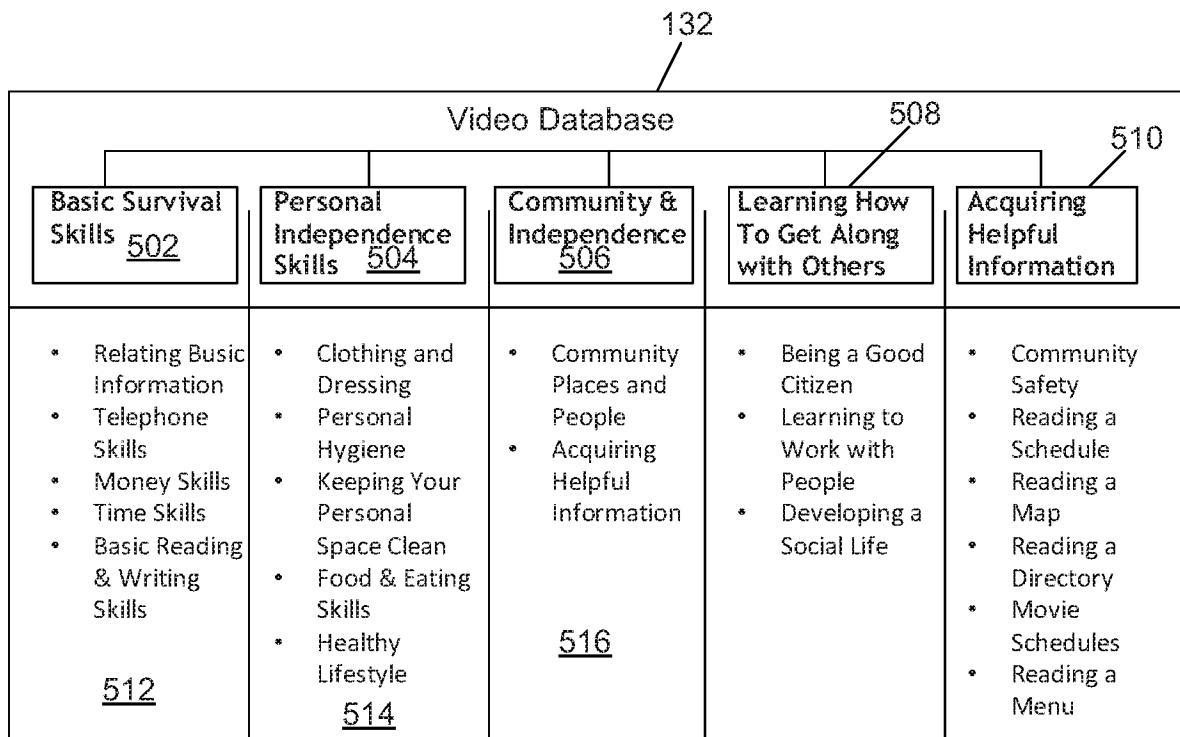 132
Video Database
508
510
Basic Survival
Skills 502
Personal
Independence
Skills 504
Community &
Independence
506
Learning How
To Get Along
with Others
Acquiring
Helpful
Information
• Relating Busic
Information
• Telephone
Skills
• Money Skills
• Time Skills
• Basic Reading
& Writing
Skills
512
• Clothing and
Dressing
• Personal
Hygiene
• Keeping Your
Personal
Space Clean
• Food & Eating
Skills
• Healthy
Lifestyle
514
• Community
Places and
People
• Acquiring
Helpful
Information
516
• Being a Good
Citizen
• Learning to
Work with
People
• Developing a
Social Life
• Community
Safety
• Reading a
Schedule
• Reading a
Map
• Reading a
Directory
• Movie
Schedules
• Reading a
Menu